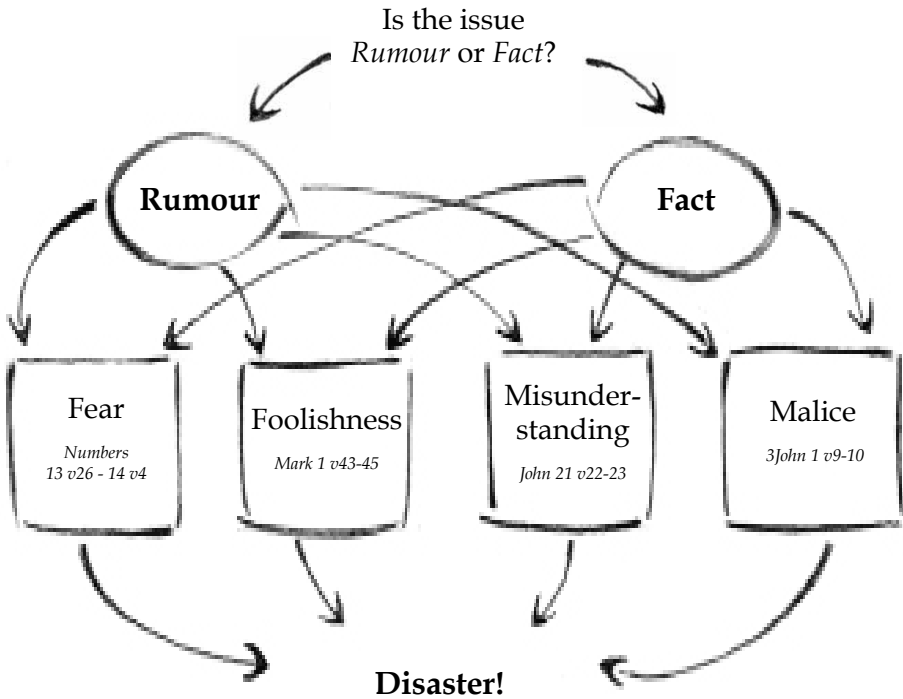 Is the issue
Rumour or Fact?
Rumour
Fact
Fear
Numbers
13 v26 - 14 v4
Foolishness
Mark 1 v43-45
Misunder-
standing
John 21 v22-23
Malice
3John 1 v9-10
Disaster!